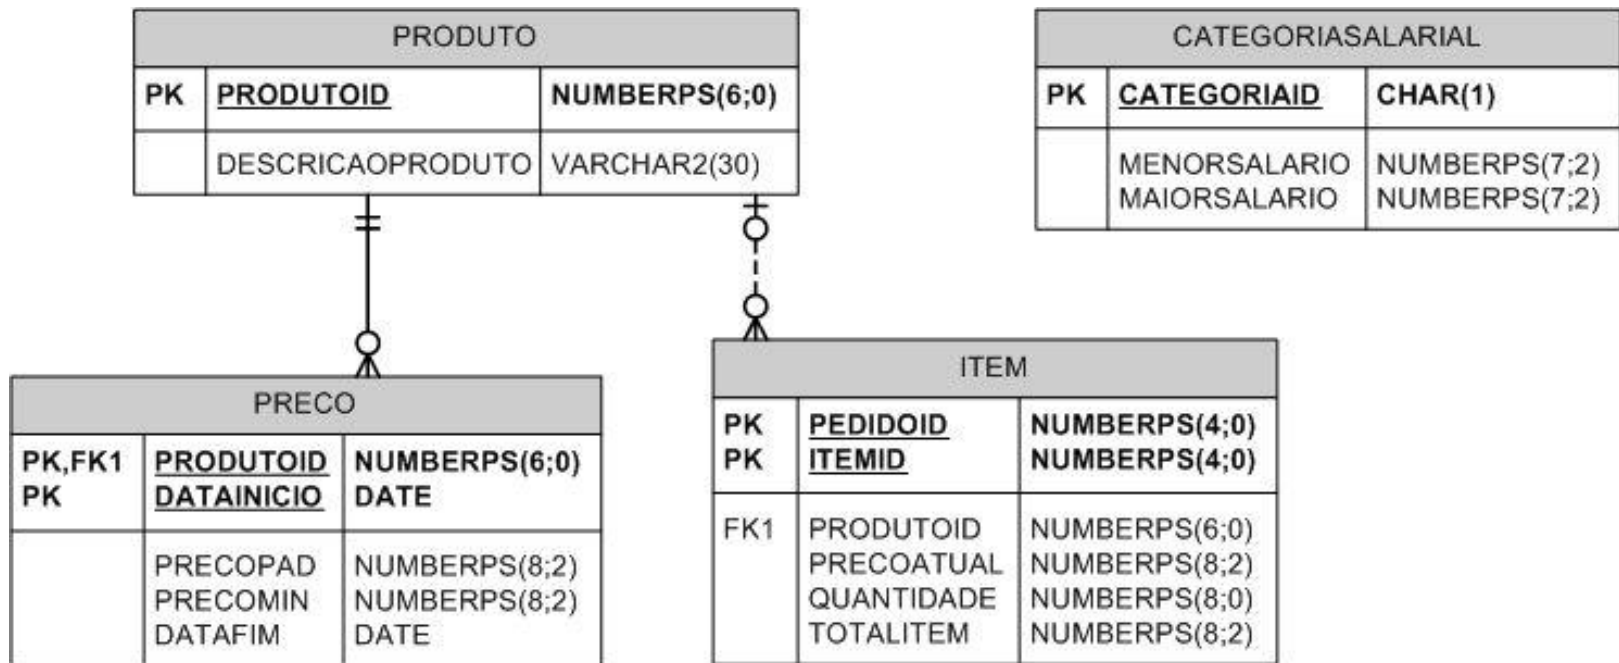 PRODUTO
PK PRODUTOID NUMBERPS(6;0)
DESCRICAOPRODUTO VARCHAR2(30)
CATEGORIASALARIAL
PK CATEGORIAID CHAR(1)
MENORSALARIO NUMBERPS(7;2)
MAIORSALARIO NUMBERPS(7;2)
PRECO
PK,FK1 PRODUTOID NUMBERPS(6;0)
PK DATAINICIO DATE
PRECOPAD NUMBERPS(8;2)
PRECOMIN NUMBERPS(8;2)
DATAFIM DATE
ITEM
PK PEDIDOID NUMBERPS(4;0)
PK ITEMID NUMBERPS(4;0)
FK1 PRODUTOID NUMBERPS(6;0)
PRECOATUAL NUMBERPS(8;2)
QUANTIDADE NUMBERPS(8;0)
TOTALITEM NUMBERPS(8;2)